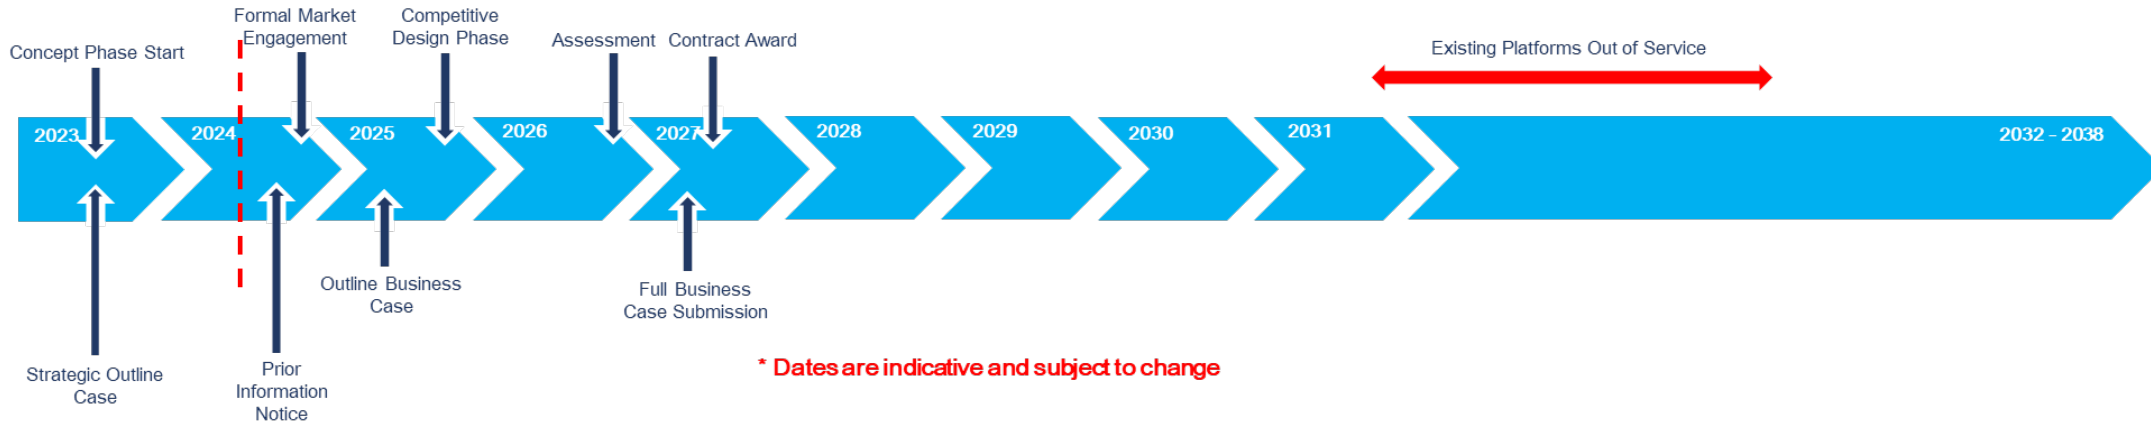 Formal Market
Engagement
Competitive
Design Phase
Concept Phase Start
Assessment
Contract Award
Existing Platforms Out of Service
2023
2024
2025
2026
2027
2028
2029
2030
2031
2032 - 2038
Outline Business
Case
Full Business
Case Submission
Strategic Outline
Case
Prior
Information
Notice
* Dates are indicative and subject to change